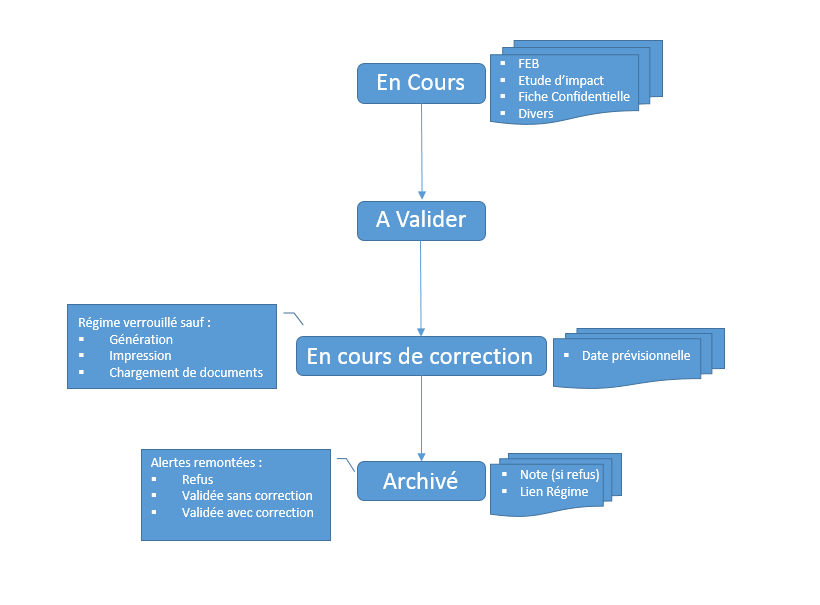 En Cours
▪ FEB
▪ Etude d'impact
▪ Fiche Confidentielle
▪ Divers
A Valider
Régime verrouillé sauf :
▪ Génération
▪ Impression
▪ Chargement de documents
En cours de correction
▪ Date prévisionnelle
Alertes remontées :
▪ Refus
▪ Validée sans correction
▪ Validée avec correction
Archivé
▪ Note (si refus)
▪ Lien Régime